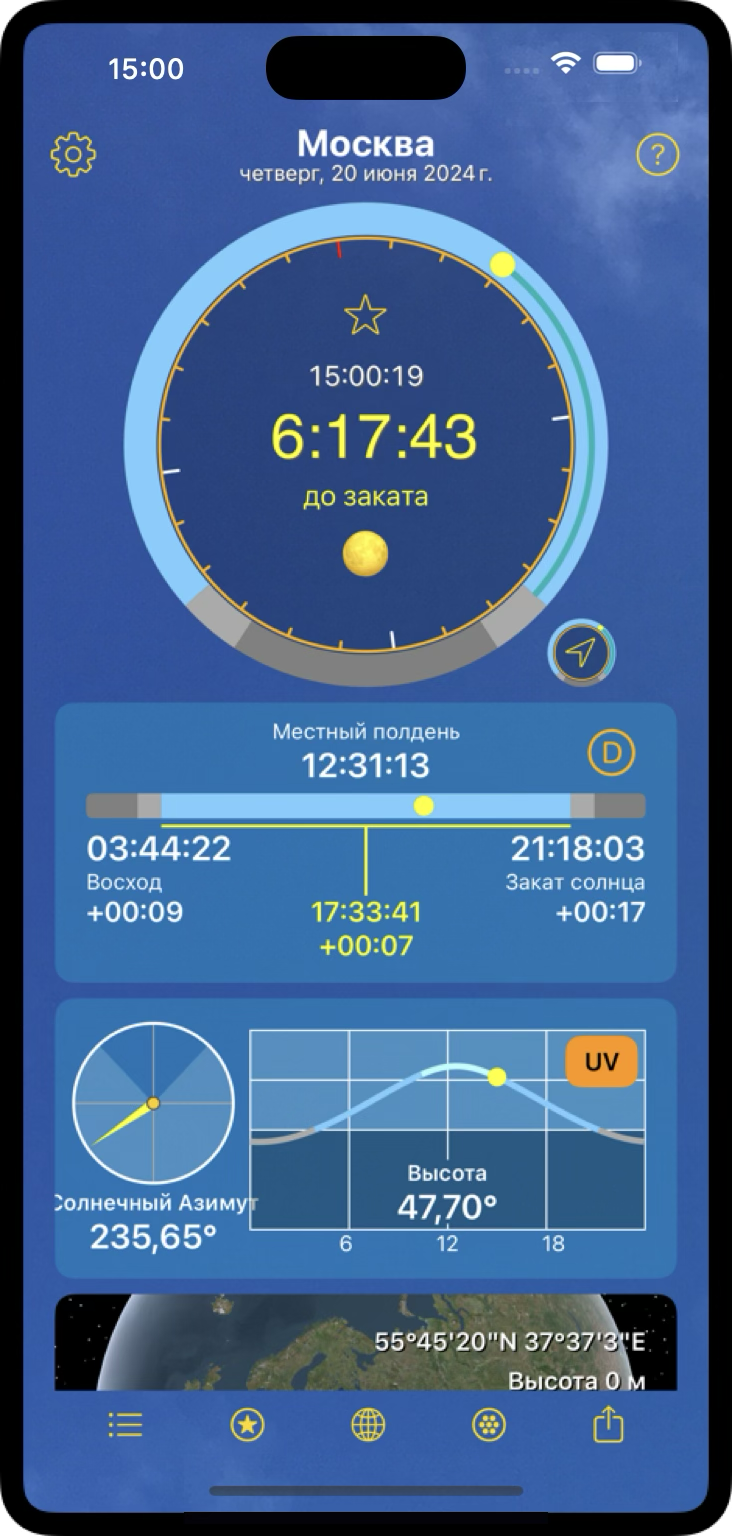 15:00
Москва
?
четверг, 20 июня 2024 г.
15:00:19
6:17:43
до заката
Местный полдень
12:31:13
D
03:44:22
21:18:03
Восход
Закат солнца
+00:09
17:33:41
+00:17
+00:07
UV
Высота
47,70°
Солнечный Азимут
235,65°
6
12
18
55°45'20"N 37°37'3"E
Высота 0 м